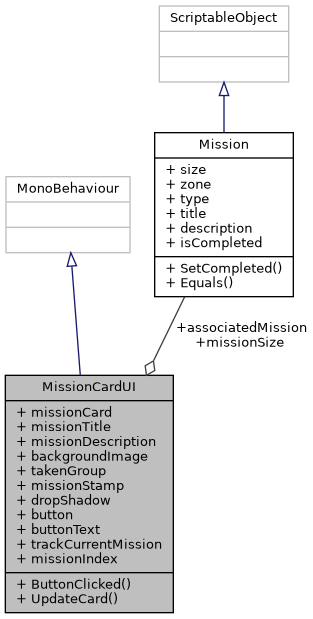 ScriptableObject
Mission
+ size
+ zone
+ type
+ title
+ description
+ isCompleted
+ SetCompleted()
+ Equals()
MonoBehaviour
+associatedMission
+missionSize
MissionCardUI
+ missionCard
+ missionTitle
+ missionDescription
+ backgroundImage
+ takenGroup
+ missionStamp
+ dropShadow
+ button
+ buttonText
+ trackCurrentMission
+ missionIndex
+ ButtonClicked()
+ UpdateCard()